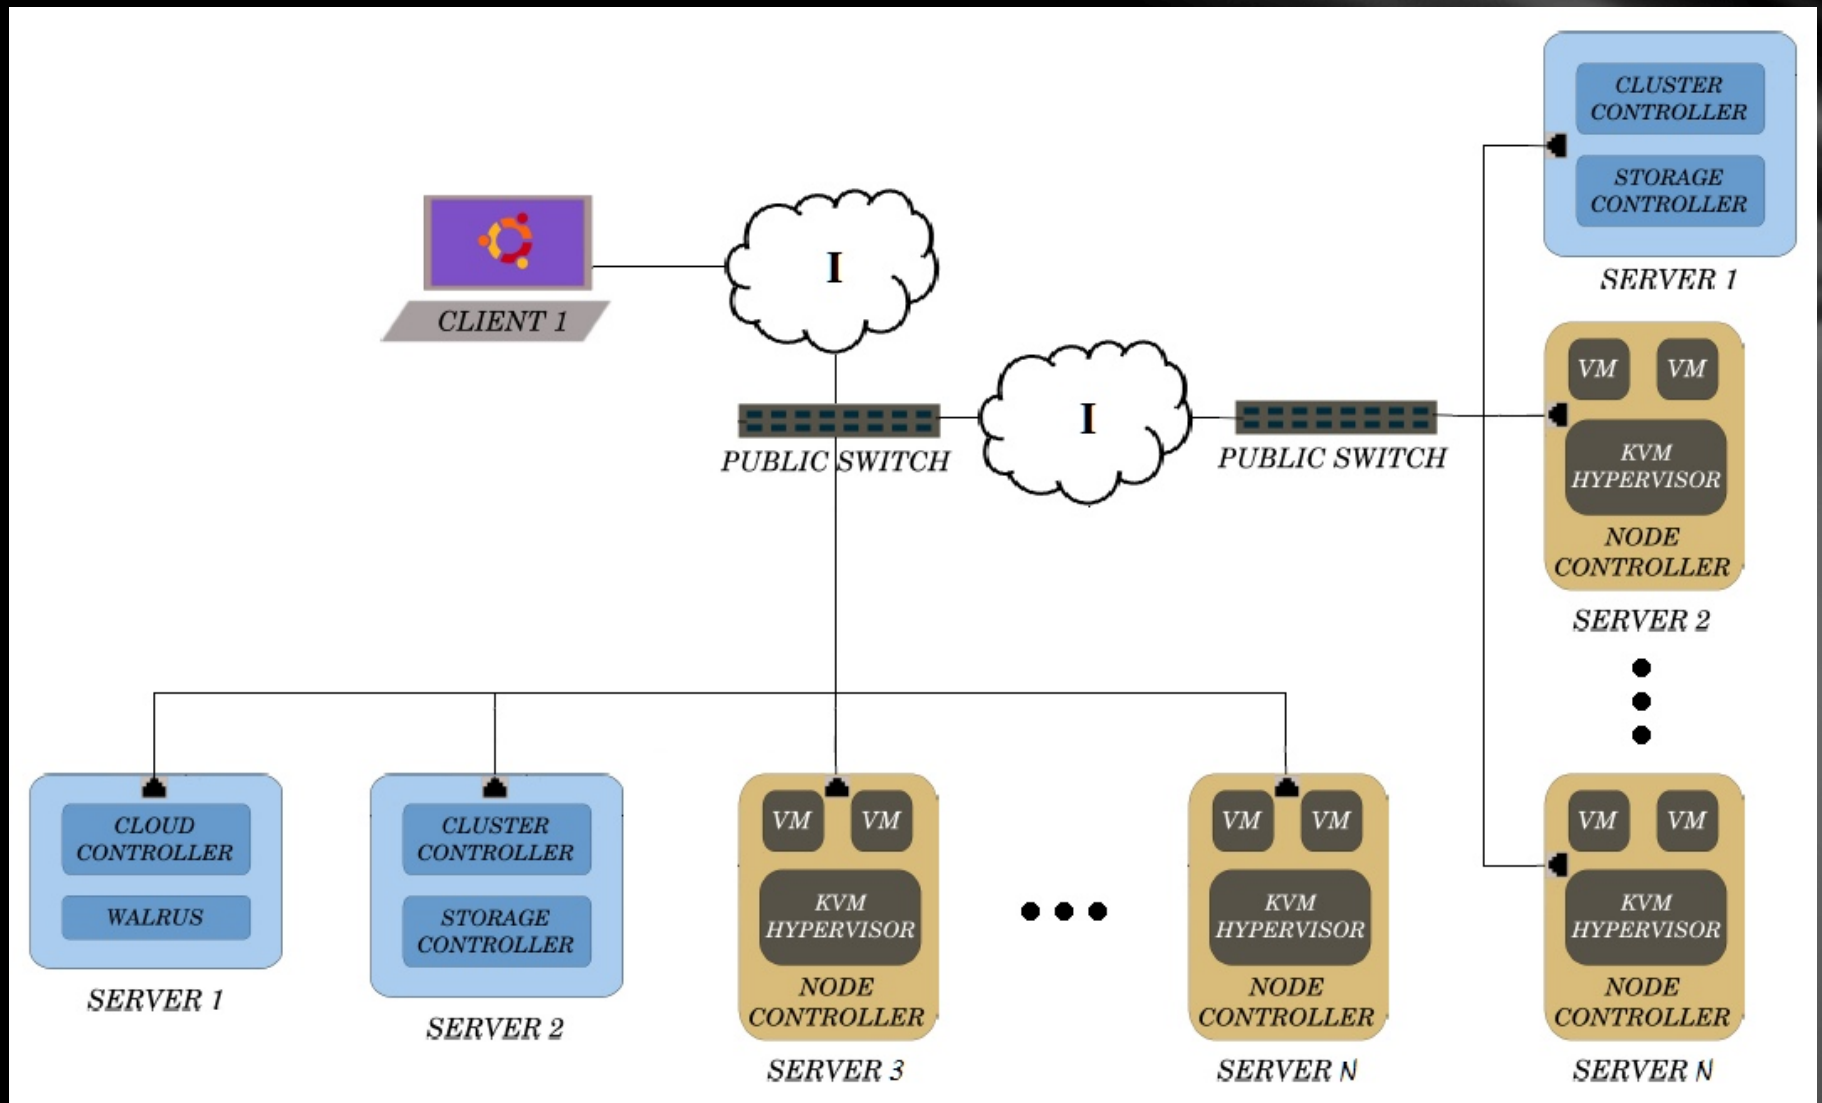 CLUSTER
CONTROLLER
STORAGE
CONTROLLER
SERVER 1
I
CLIENT 1
I
PUBLIC SWITCH
PUBLIC SWITCH
VM
VM
KVM
HYPERVISOR
NODE
CONTROLLER
SERVER 2
CLOUD
CONTROLLER
WALRUS
SERVER 1
CLUSTER
CONTROLLER
STORAGE
CONTROLLER
SERVER 2
VM
VM
KVM
HYPERVISOR
NODE
CONTROLLER
SERVER 3
VM
VM
KVM
HYPERVISOR
NODE
CONTROLLER
SERVER N
VM
VM
KVM
HYPERVISOR
NODE
CONTROLLER
SERVER N